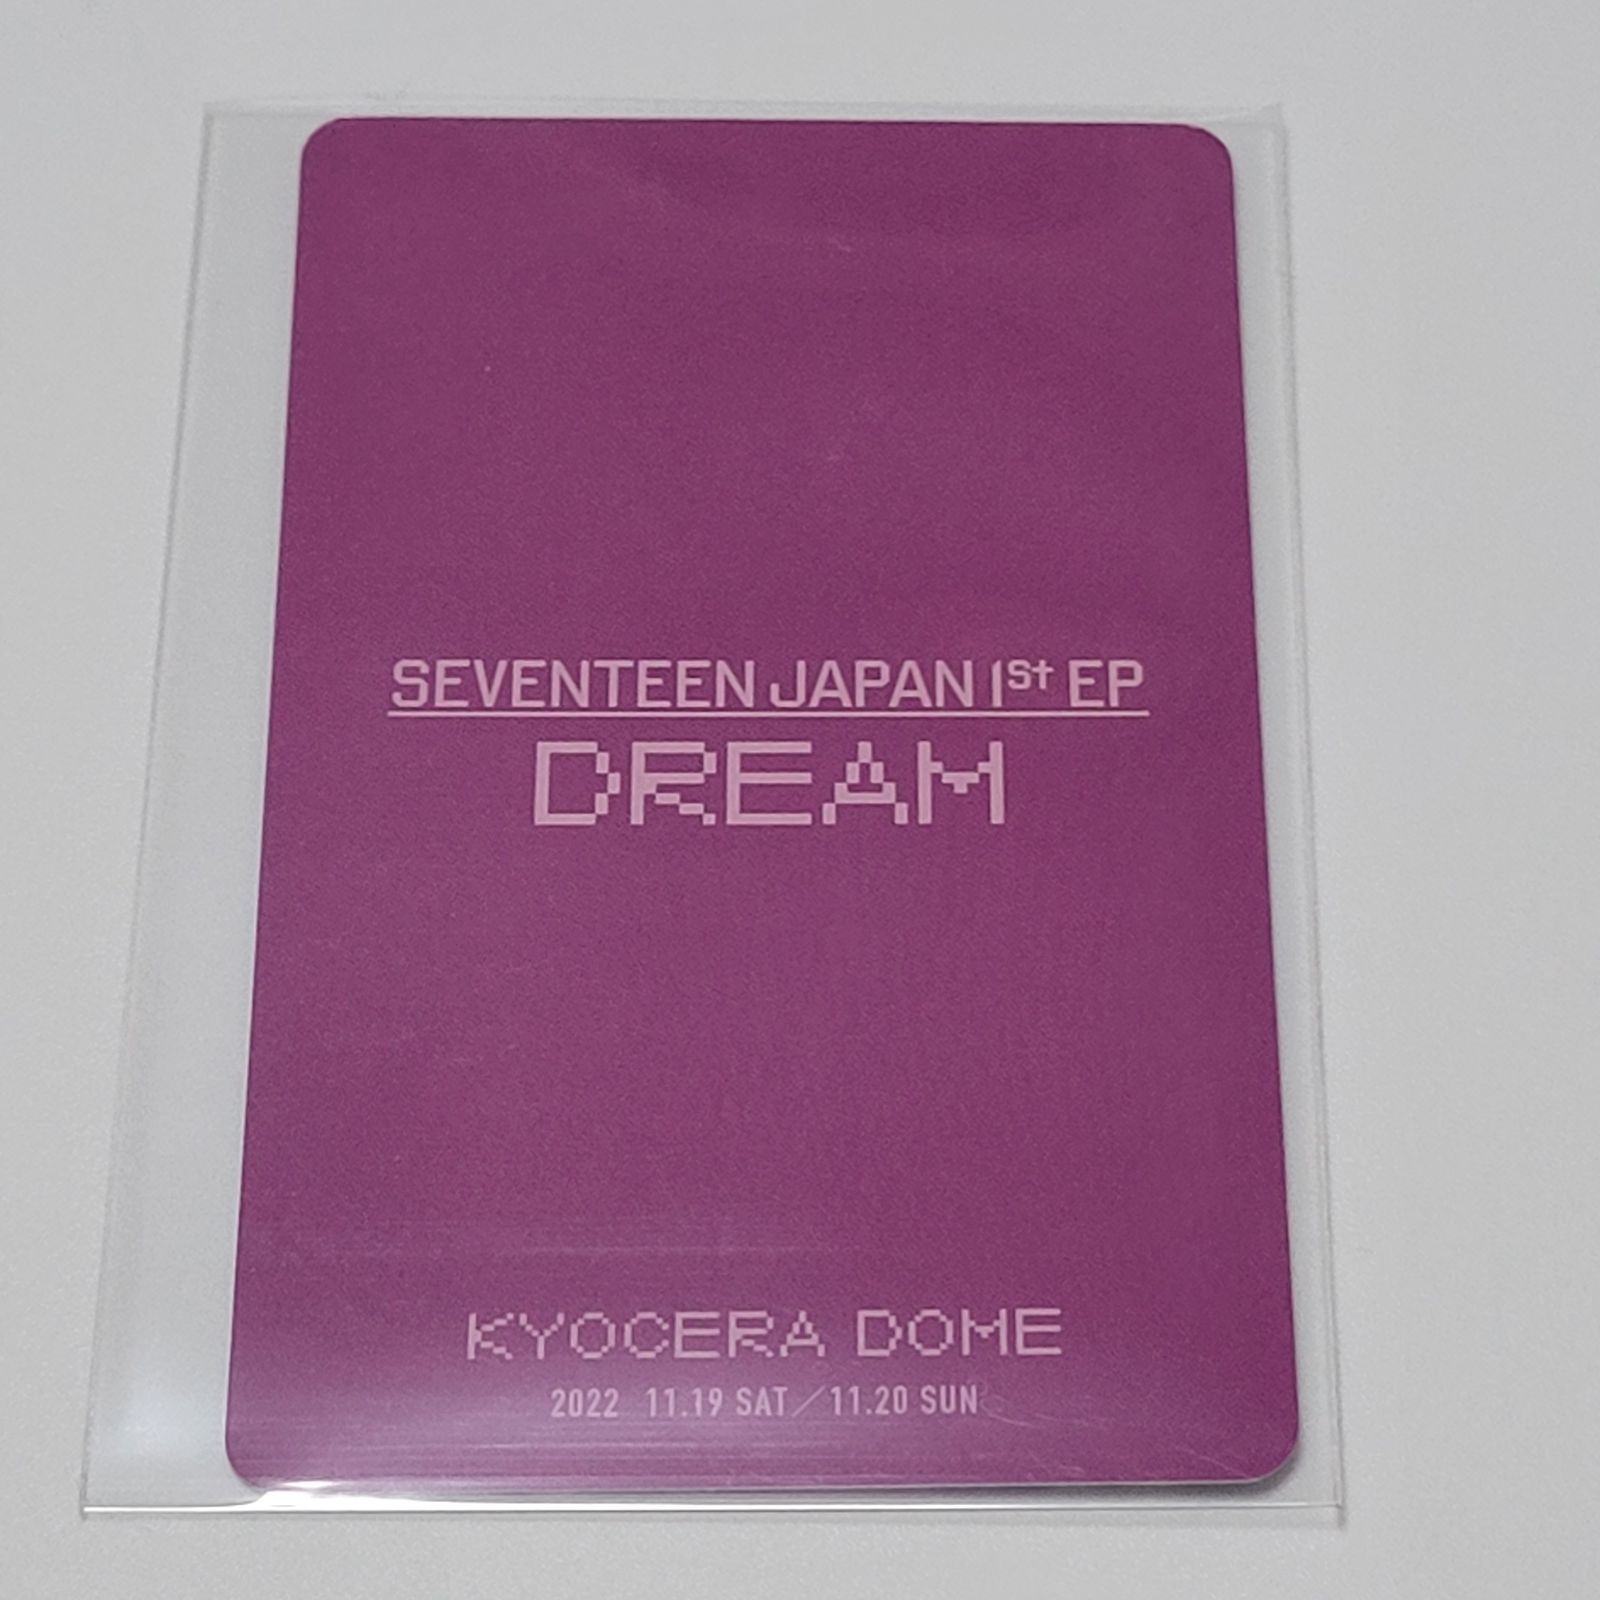 SEVENTEEN JAPAN 1st EP
DREAM
KYOCERA DOME
2022 11.19 SAT／11.20 SUN